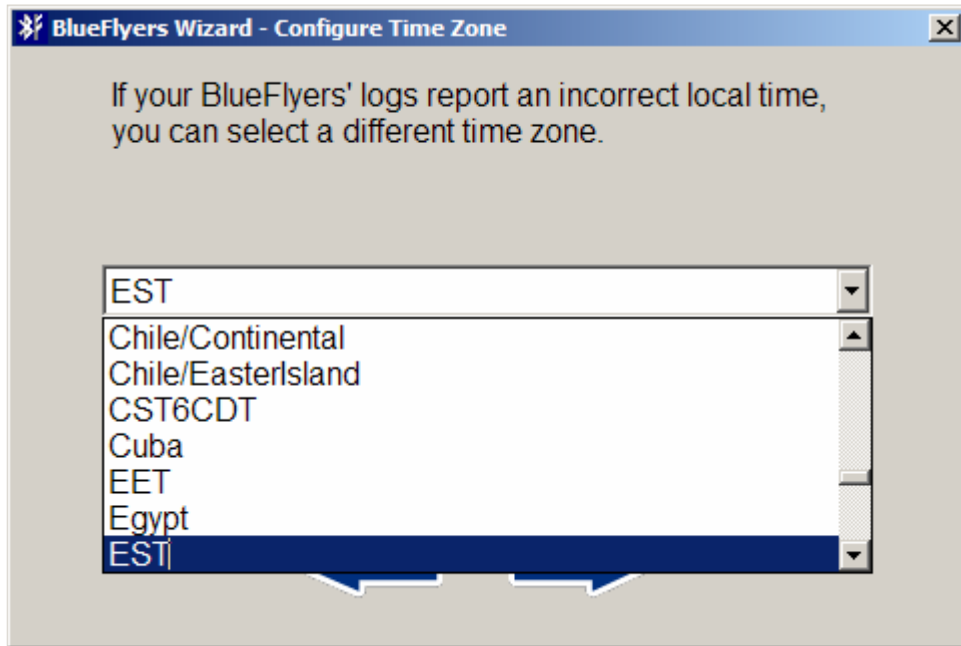 BlueFlyers Wizard - Configure Time Zone
If your BlueFlyers' logs report an incorrect local time,
you can select a different time zone.
EST
Chile/Continental
Chile/EasterIsland
CST6CDT
Cuba
EET
Egypt
EST